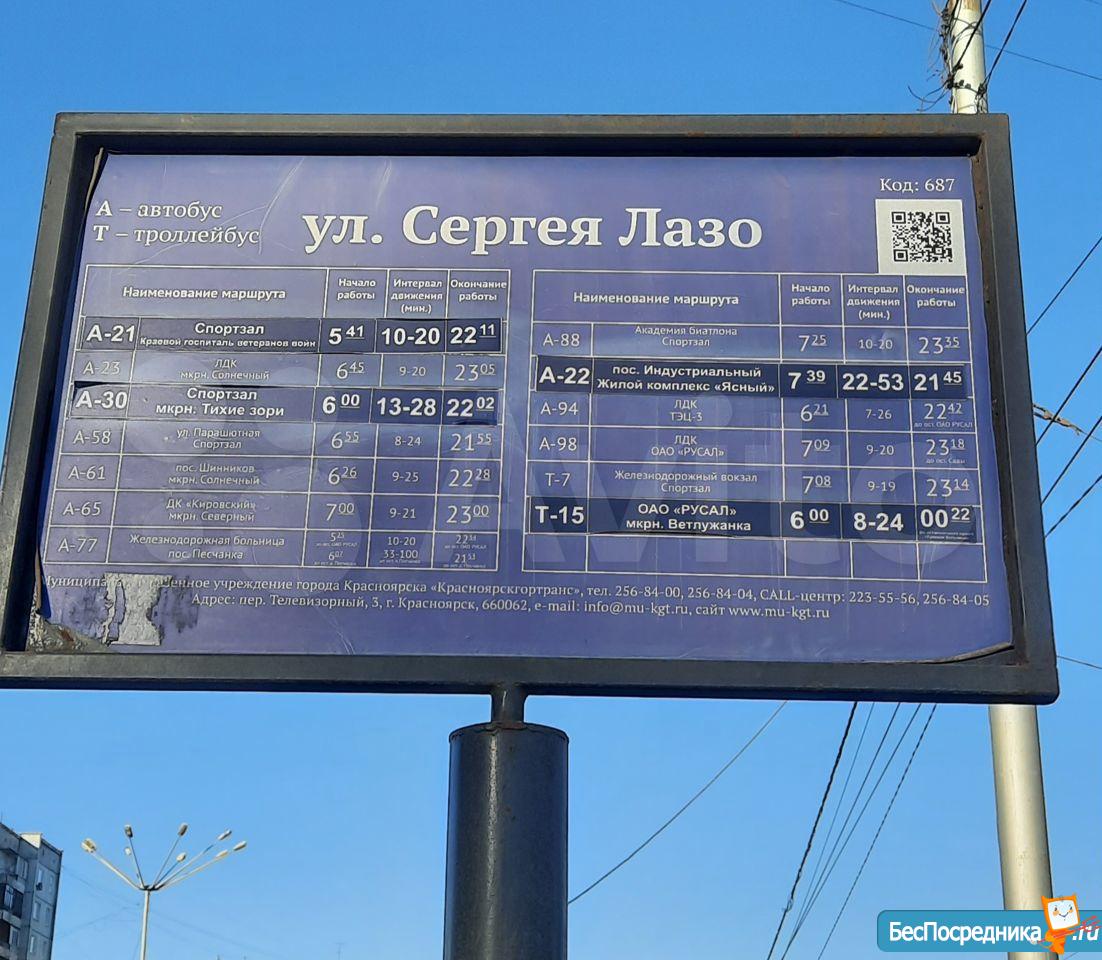 Код: 687
А – автобус
Т – троллейбус
ул. Сергея Лазо
Наименование маршрута Начало работы Интервал движения (мин.) Окончание работы
А-21 Спортзал Краевой госпиталь ветеранов войн 5 41 10-20 22 11
А-23 ЛДК мкрн. Солнечный 6 45 9-20 23 05
А-30 Спортзал мкрн. Тихие зори 6 00 13-28 22 02
А-58 ул. Парашютная Спортзал 6 55 8-24 21 55
А-61 пос. Шинников мкрн. Солнечный 6 26 9-25 22 28
А-65 ДК «Кировский» мкрн. Северный 7 00 9-21 23 00
А-77 Железнодорожная больница пос. Песчанка 5 25 10-20
6 07 33-100 21 53
Наименование маршрута Начало работы Интервал движения (мин.) Окончание работы
А-88 Академия биатлона Спортзал 7 25 10-20 23 35
А-22 пос. Индустриальный Жилой комплекс «Ясный» 7 39 22-53 21 45
А-94 ЛДК ТЭЦ-3 6 21 7-26 22 42 до ост. ОАО РУСАЛ
А-98 ЛДК ОАО «РУСАЛ» 7 09 9-20 23 18
Т-7 Железнодорожный вокзал Спортзал 7 08 9-19 23 14
Т-15 ОАО «РУСАЛ» мкрн. Ветлужанка 6 00 8-24 00 22
учреждение города Красноярска «Красноярскгортранс», тел. 256-84-00, 256-84-04, CALL-центр: 223-55-56, 256-84-05
Адрес: пер. Телевизорный, 3, г. Красноярск, 660062, e-mail: info@mu-kgt.ru, сайт www.mu-kgt.ru
Avito
БесПосредника.ru